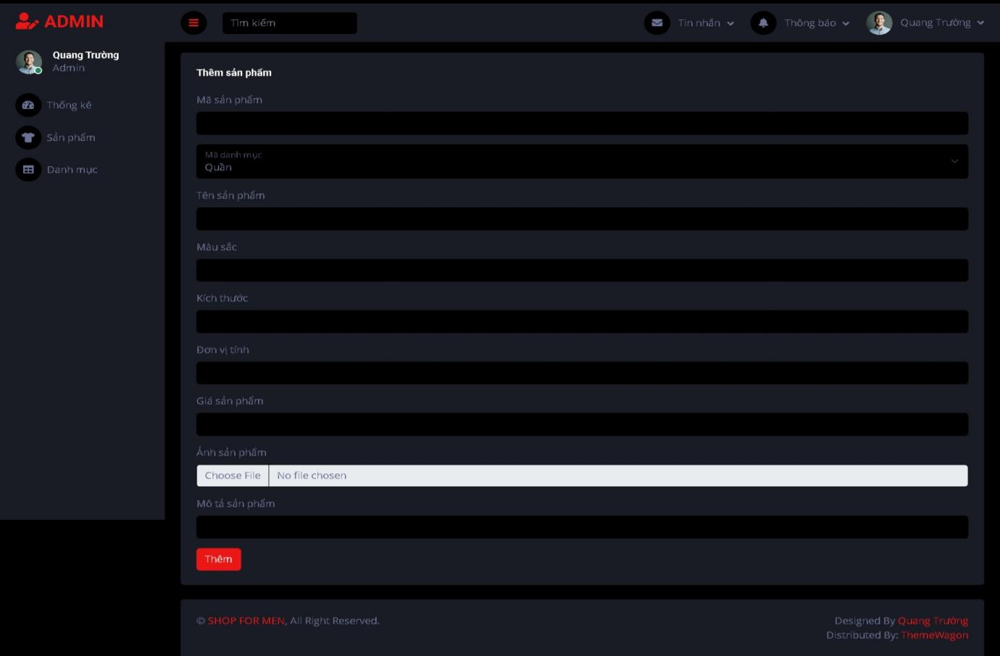 ADMIN
Tìm kiếm
Tin nhắn
Thông báo
Quang Trường
Quang Trường
Admin
Thống kê
Sản phẩm
Danh mục
Thêm sản phẩm
Mã sản phẩm
Mã danh mục
Quần
Tên sản phẩm
Màu sắc
Kích thước
Đơn vị tính
Giá sản phẩm
Ảnh sản phẩm
Choose File No file chosen
Mô tả sản phẩm
Thêm
© SHOP FOR MEN, All Right Reserved.
Designed By Quang Trường
Distributed By: ThemeWagon